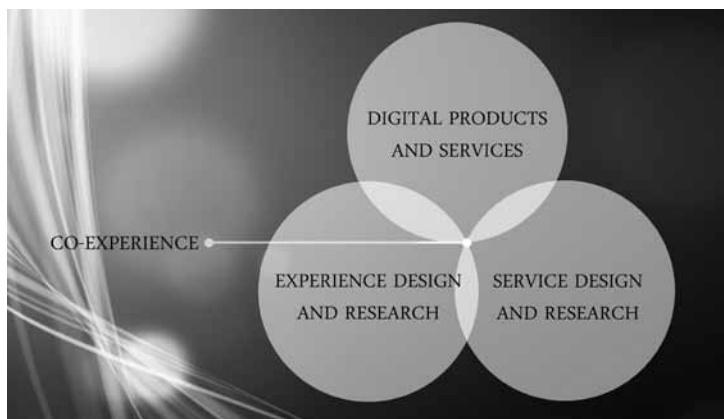 DIGITAL PRODUCTS
AND SERVICES
CO-EXPERIENCE
EXPERIENCE DESIGN
AND RESEARCH
SERVICE DESIGN
AND RESEARCH